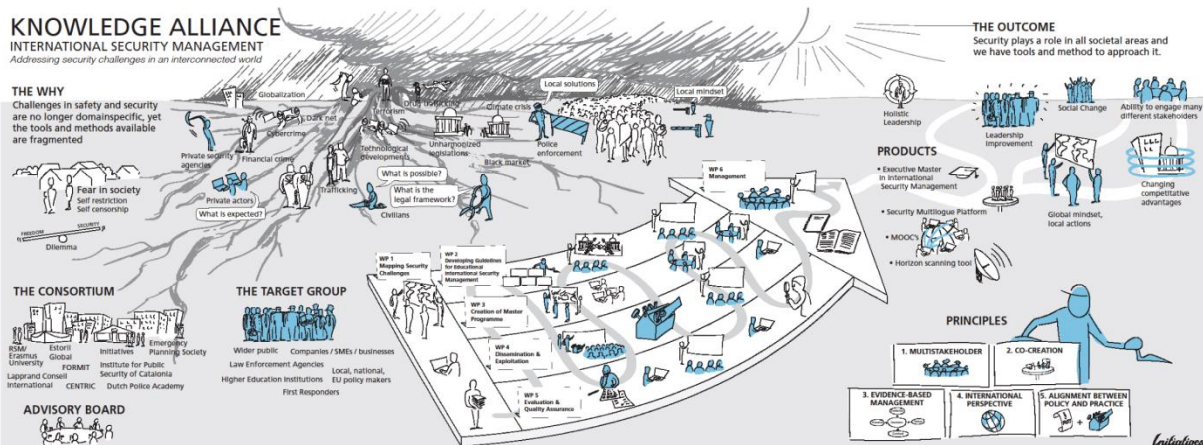 KNOWLEDGE ALLIANCE
INTERNATIONAL SECURITY MANAGEMENT
Addressing security challenges in an interconnected world
THE WHY
Challenges in safety and security
are no longer domainspecific, yet
the tools and methods available
are fragmented
Fear in society
Self restriction
Self censorship
FREEDOM
SECURITY
Dilemma
Globalization
Dark net
Cybercrime
Private security
agencies
Financial crime
Private actors
What is expected?
Terrorism
Drug trafficking
Technological
developments
Trafficking
Unharmonized
legislations
Climate crisis
Black market
Police
enforcement
Local solutions
Local mindset
What is possible?
What is the
legal framework?
Civilians
THE CONSORTIUM
RSM/
Erasmus
University
Estoril
Global
FORMIT
Initiatives
Emergency
Planning Society
Institute for Public
Security of Catalonia
Lapprand Conseil
International
CENTRIC
Dutch Police Academy
ADVISORY BOARD
THE TARGET GROUP
Wider public
Companies / SMEs / businesses
Law Enforcement Agencies
Local, national,
EU policy makers
Higher Education Institutions
First Responders
WP 1
Mapping Security
Challenges
WP 2
Developing Guidelines
for Educational
International Security
Management
WP 3
Creation of Master
Programme
WP 4
Dissemination &
Exploitation
WP 5
Evaluation &
Quality Assurance
WP 6
Management
THE OUTCOME
Security plays a role in all societal areas and
we have tools and method to approach it.
Holistic
Leadership
Leadership
Improvement
Social Change
Ability to engage many
different stakeholders
Global mindset,
local actions
Changing
competitative
advantages
PRODUCTS
• Executive Master
in International
Security Management
• Security Multilogue Platform
• MOOC's
• Horizon scanning tool
PRINCIPLES
1. MULTISTAKEHOLDER
2. CO-CREATION
3. EVIDENCE-BASED
MANAGEMENT
4. INTERNATIONAL
PERSPECTIVE
5. ALIGNMENT BETWEEN
POLICY AND PRACTICE
Initiatives